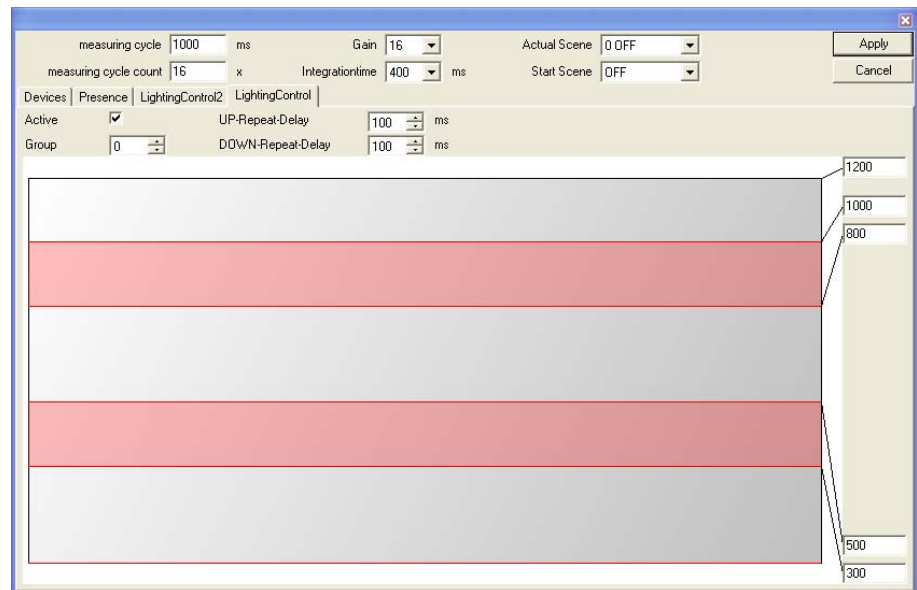 measuring cycle 1000 ms Gain 16 Actual Scene 0 OFF Apply
measuring cycle count 16 x Integrationtime 400 ms Start Scene OFF Cancel
Devices Presence LightingControl2 LightingControl
Active UP-Repeat-Delay 100 ms
Group 0 DOWN-Repeat-Delay 100 ms
1200
1000
800
500
300